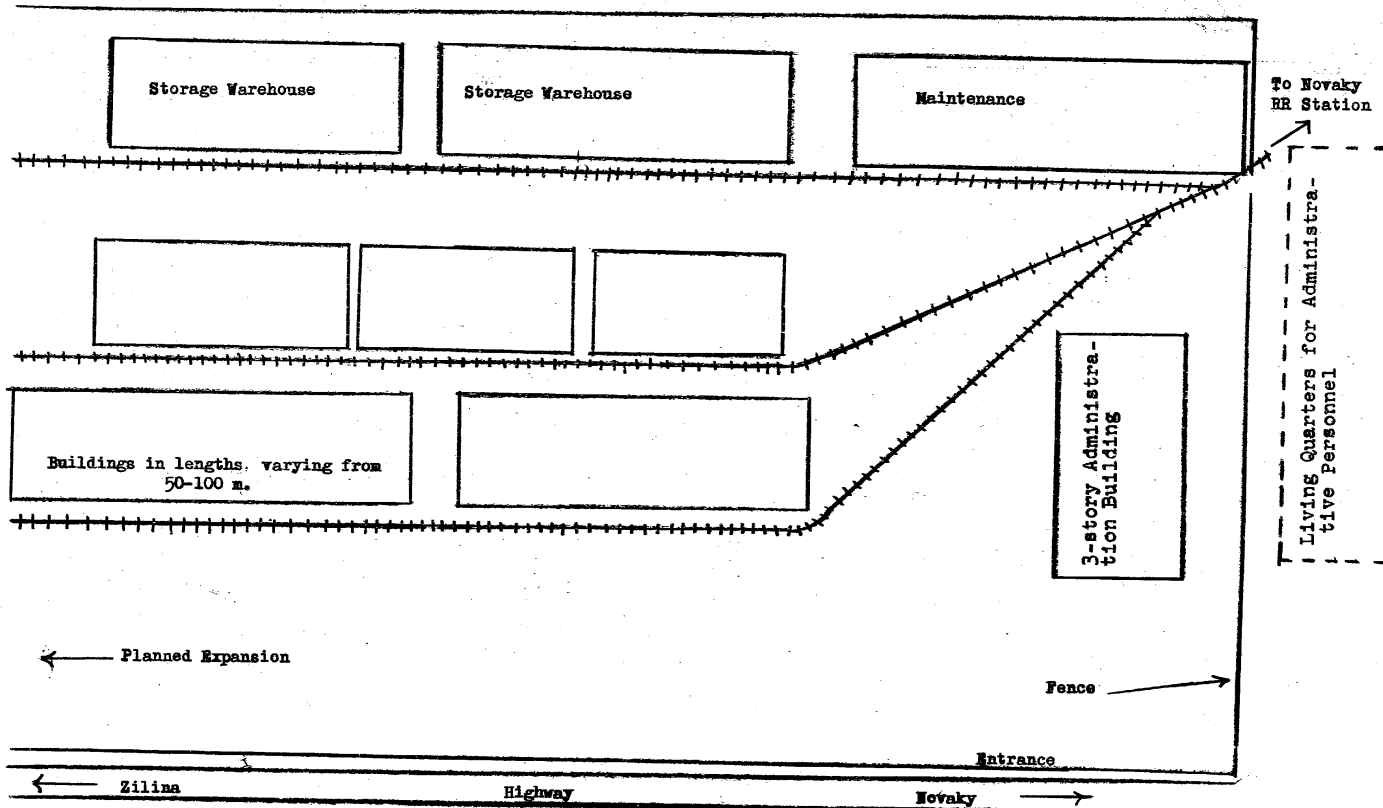 Storage Warehouse
Storage Warehouse
Maintenance
To Novaky
RR Station
Living Quarters for Administra-
tive Personnel
3-story Administra-
tion Building
Buildings in lengths, varying from
50-100 m.
Planned Expansion
Fence
Entrance
Zilina
Highway
Novaky